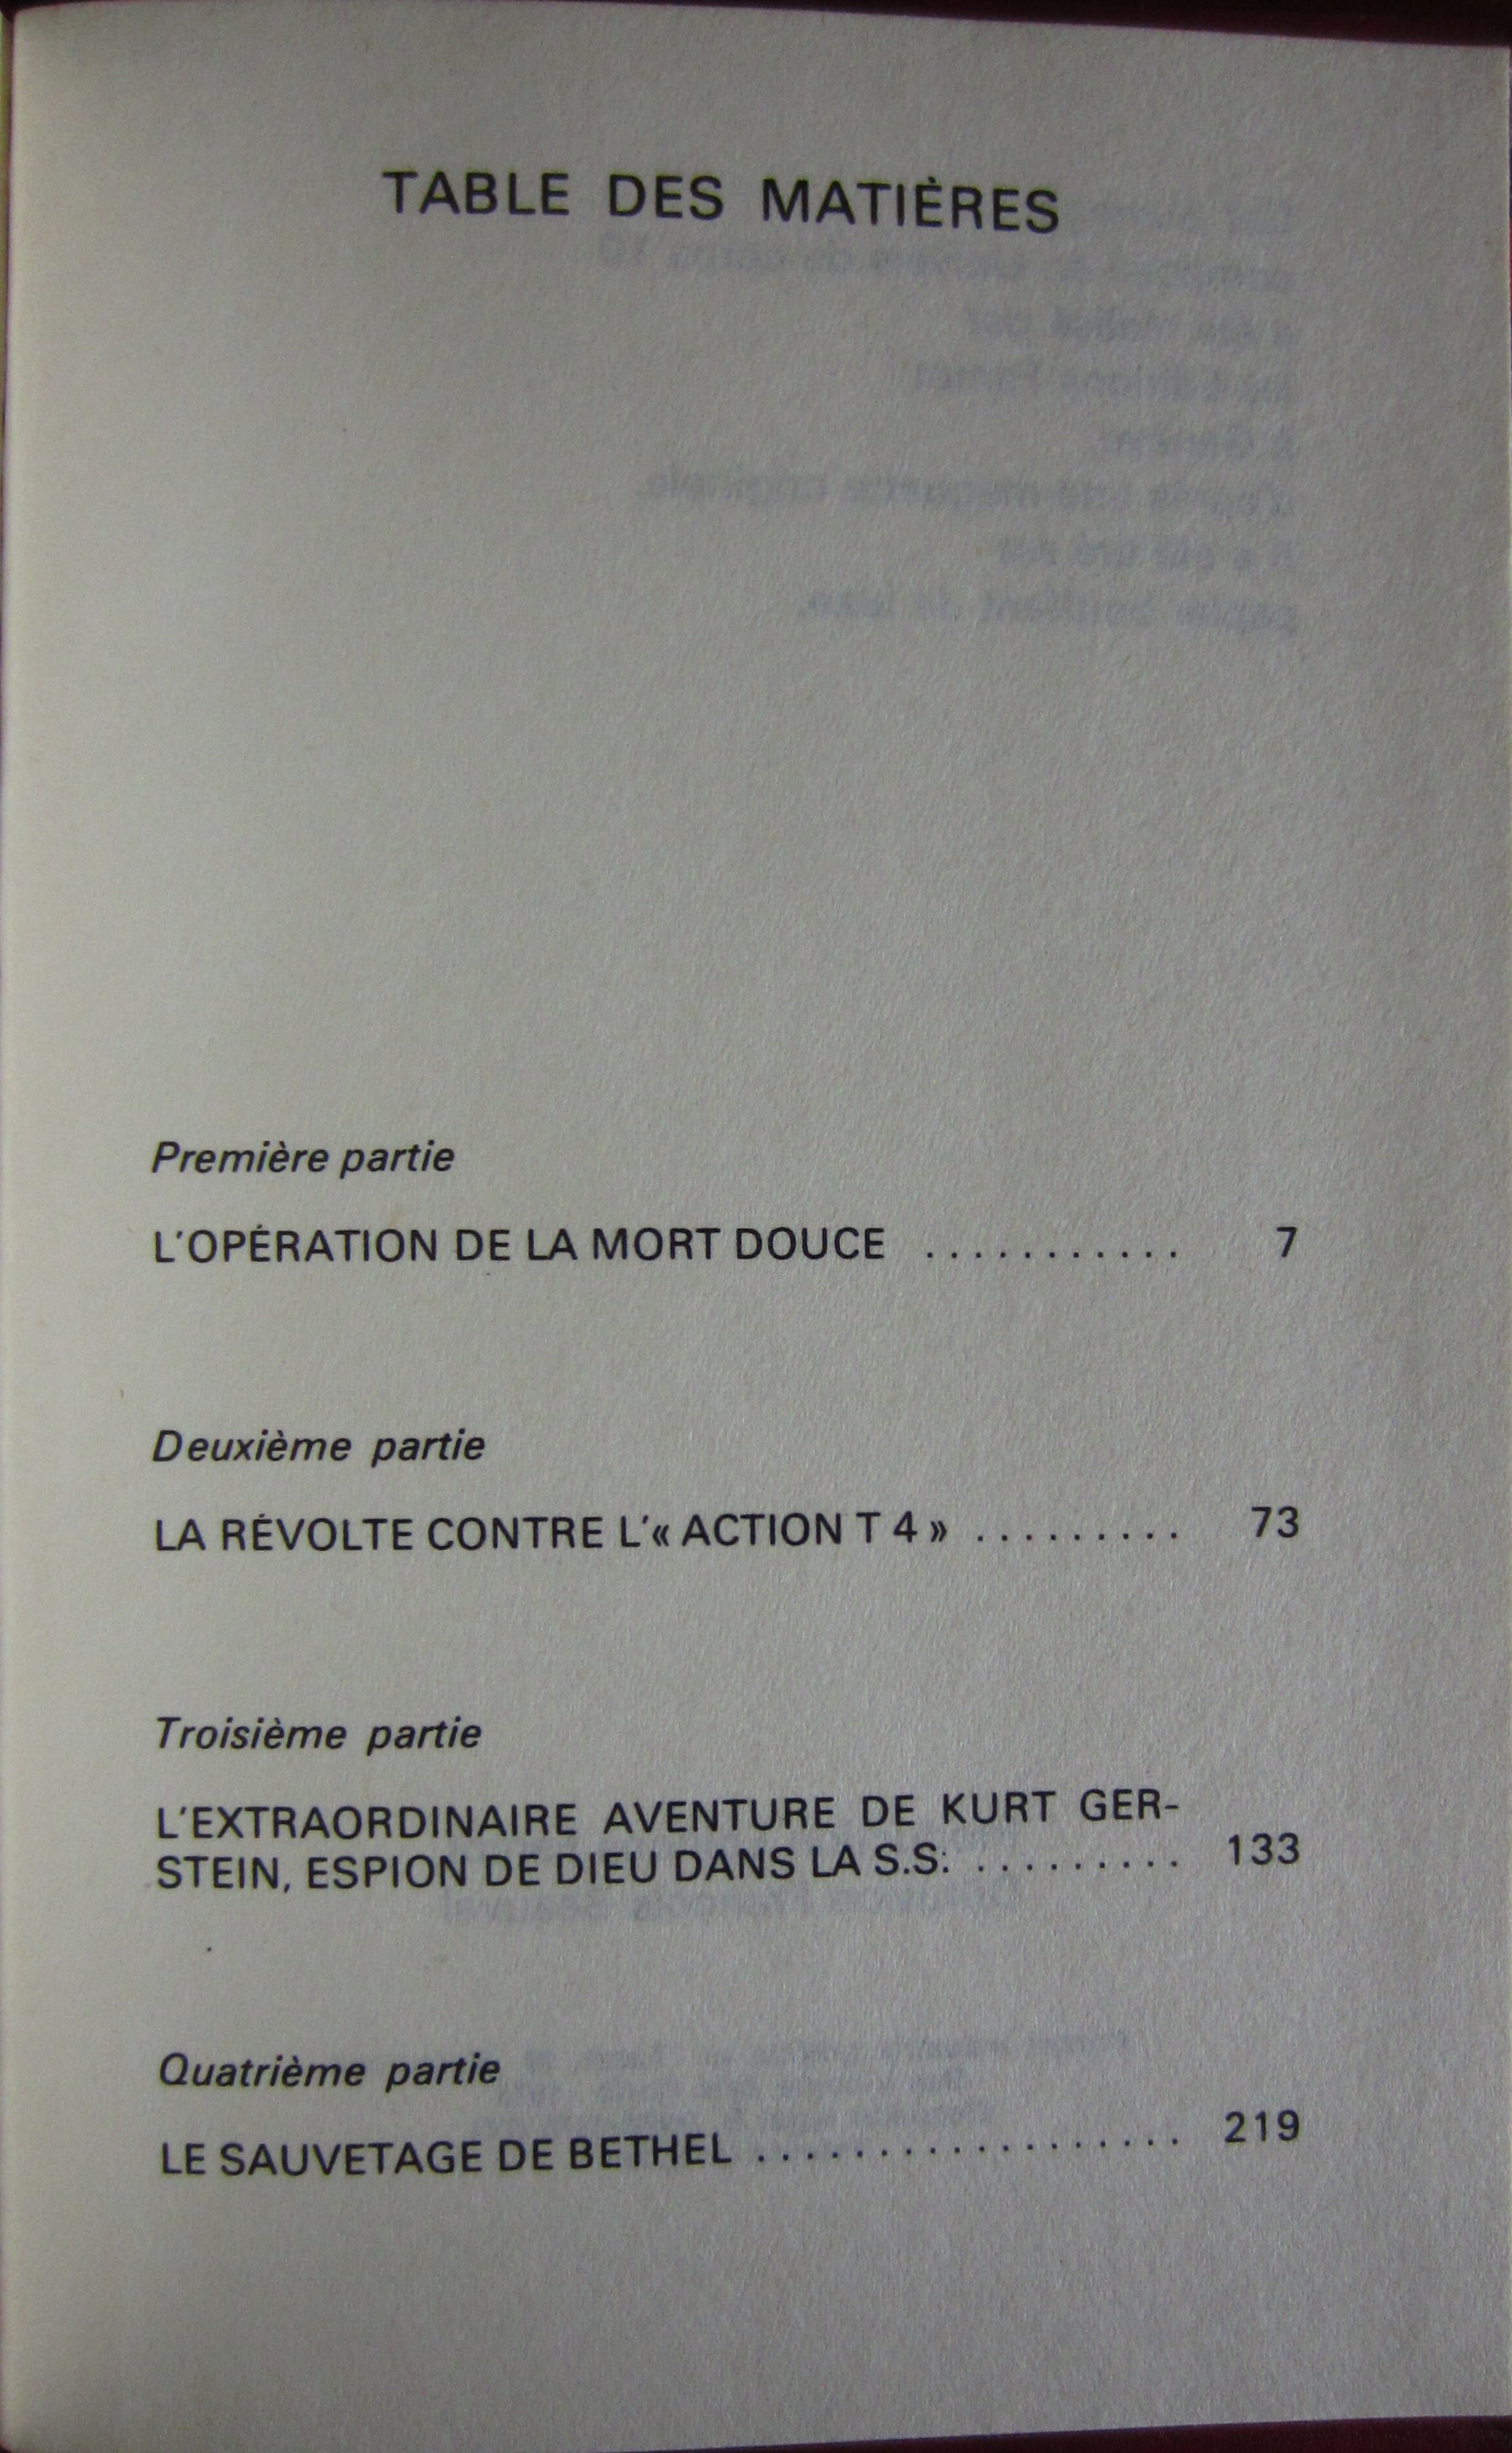 TABLE DES MATIÈRES
Première partie
L'OPÉRATION DE LA MORT DOUCE ........... 7
Deuxième partie
LA RÉVOLTE CONTRE L'« ACTION T 4 » ......... 73
Troisième partie
L'EXTRAORDINAIRE AVENTURE DE KURT GER-
STEIN, ESPION DE DIEU DANS LA S.S. ......... 133
Quatrième partie
LE SAUVETAGE DE BETHEL .................. 219